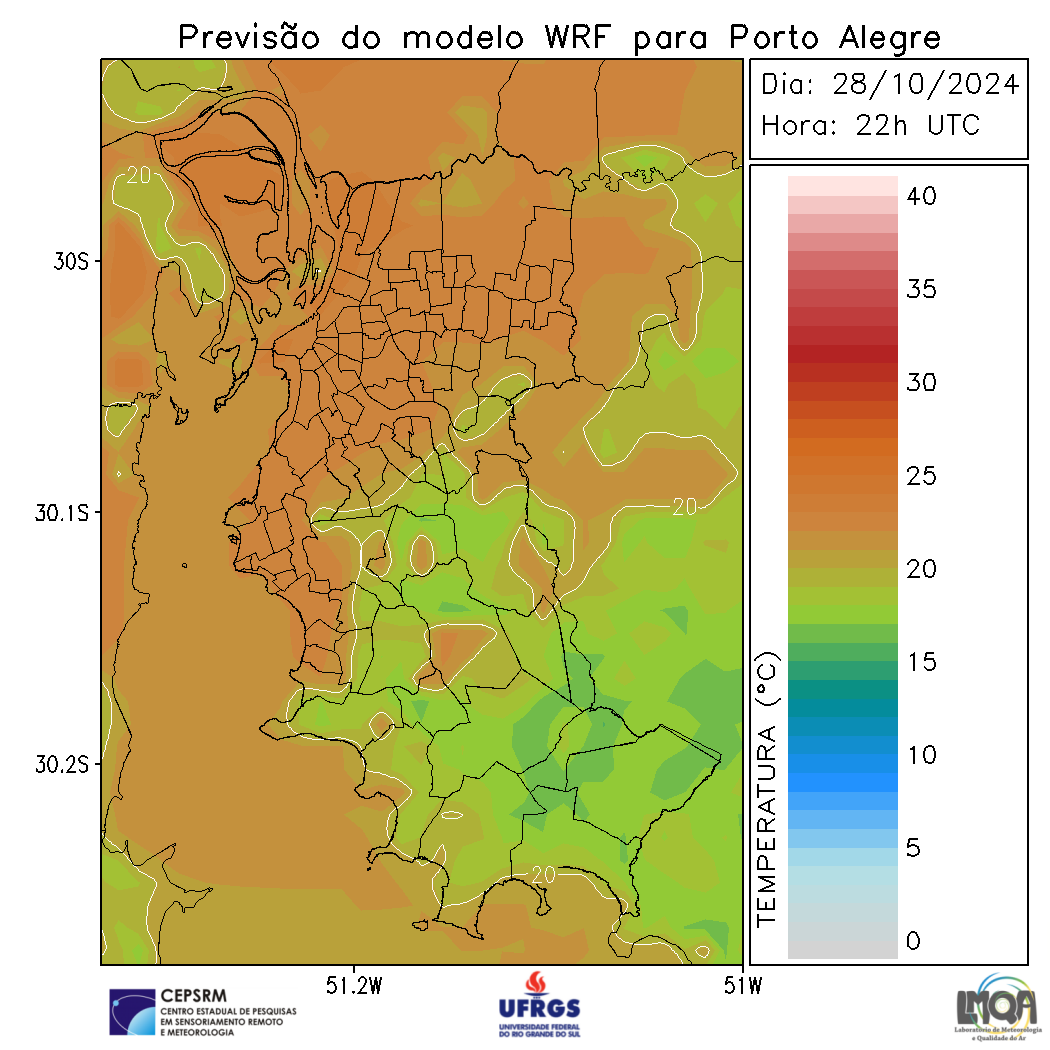 Previsão do modelo WRF para Porto Alegre
Dia: 28/10/2024
Hora: 22h UTC
20
30S
30.1S
20
30.2S
20
51.2W
51W
40
35
30
25
20
15
10
5
0
TEMPERATURA (°C)
CEPSRM
CENTRO ESTADUAL DE PESQUISAS
EM SENSORIAMENTO REMOTO
E METEOROLOGIA
UFRGS
UNIVERSIDADE FEDERAL
DO RIO GRANDE DO SUL
LMQA
Laboratório de Meteorologia
e Qualidade do Ar